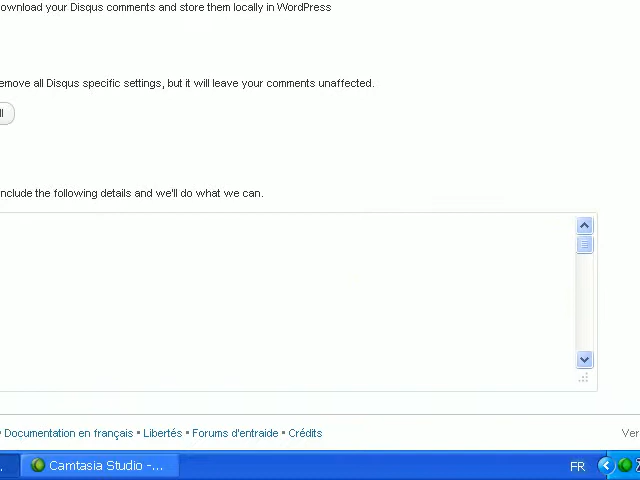 ownload your Disqus comments and store them locally in WordPress
emove all Disqus specific settings, but it will leave your comments unaffected.
ll
nclude the following details and we'll do what we can.
Documentation en français • Libertés • Forums d'entraide • Crédits
Ver
Camtasia Studio -...
FR